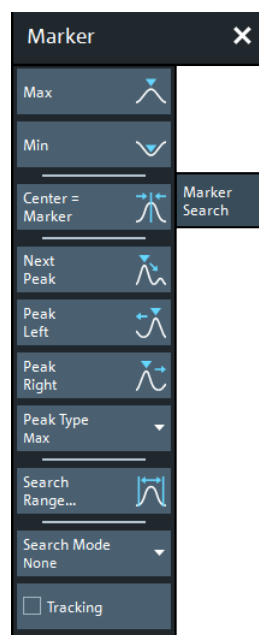 Marker
Max
Min
Center =
Marker
Marker
Search
Next
Peak
Peak
Left
Peak
Right
Peak Type
Max
Search
Range...
Search Mode
None
Tracking